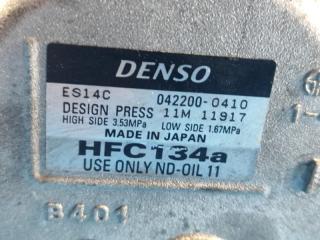 DENSO
ES14C 042200-0410
DESIGN PRESS 11M 11917
HIGH SIDE 3.53MPa LOW SIDE 1.67MPa
MADE IN JAPAN
HFC134a
USE ONLY ND-OIL 11
B401